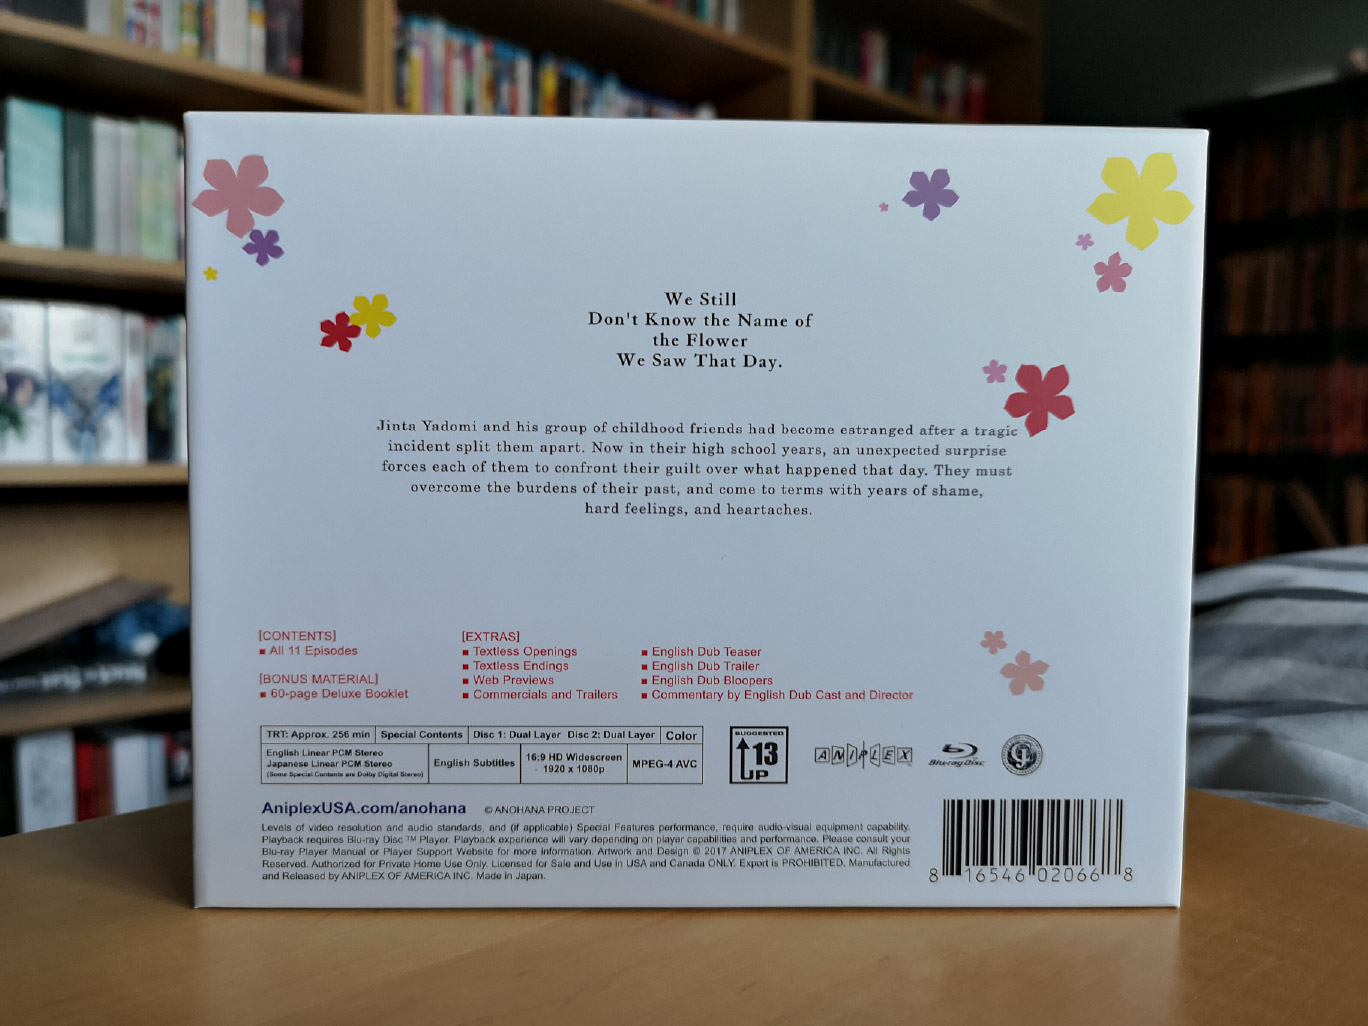 We Still
Don't Know the Name of
the Flower
We Saw That Day.
Jinta Yadomi and his group of childhood friends had become estranged after a tragic
incident split them apart. Now in their high school years, an unexpected surprise
forces each of them to confront their guilt over what happened that day. They must
overcome the burdens of their past, and come to terms with years of shame,
hard feelings, and heartaches.
[CONTENTS]
■ All 11 Episodes
[BONUS MATERIAL]
■ 60-page Deluxe Booklet
[EXTRAS]
■ Textless Openings
■ Textless Endings
■ Web Previews
■ Commercials and Trailers
■ English Dub Teaser
■ English Dub Trailer
■ English Dub Bloopers
■ Commentary by English Dub Cast and Director
TRT: Approx. 256 min
Special Contents
Disc 1: Dual Layer Disc 2: Dual Layer
Color
English Linear PCM Stereo
Japanese Linear PCM Stereo
(Some Special Contents are Dolby Digital Stereo)
English Subtitles
16:9 HD Widescreen
- 1920 x 1080p
MPEG-4 AVC
SUGGESTED
13
UP
ANIPLEX
Blu-ray Disc
AniplexUSA.com/anohana
© ANOHANA PROJECT
Levels of video resolution and audio standards, and (if applicable) Special Features performance, require audio-visual equipment capability.
Playback requires Blu-ray Disc ™ Player. Playback experience will vary depending on player capabilities and performance. Please consult your
Blu-ray Player Manual or Player Support Website for more information. Artwork and Design © 2017 ANIPLEX OF AMERICA INC. All Rights
Reserved. Authorized for Private Home Use Only. Licensed for Sale and Use in USA and Canada ONLY. Export is PROHIBITED. Manufactured
and Released by ANIPLEX OF AMERICA INC. Made in Japan.
8 16546 02066 8